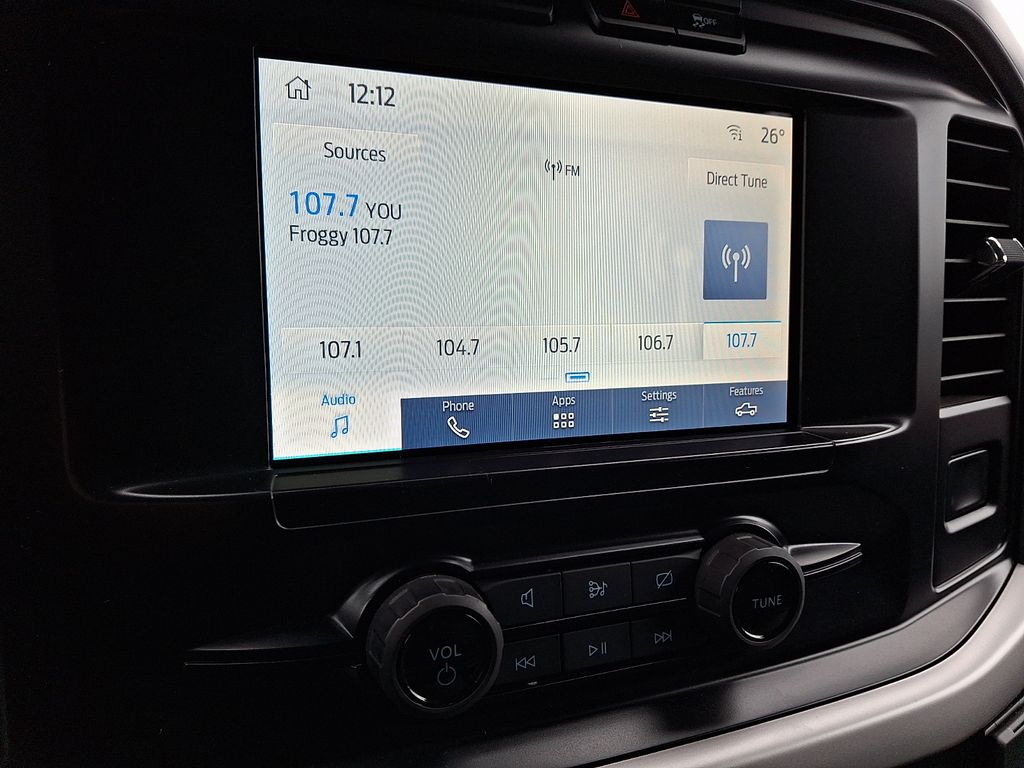 OFF
12:12
26°
Sources
FM
Direct Tune
107.7 YOU
Froggy 107.7
107.1 104.7 105.7 106.7 107.7
Audio Phone Apps Settings Features
VOL
TUNE